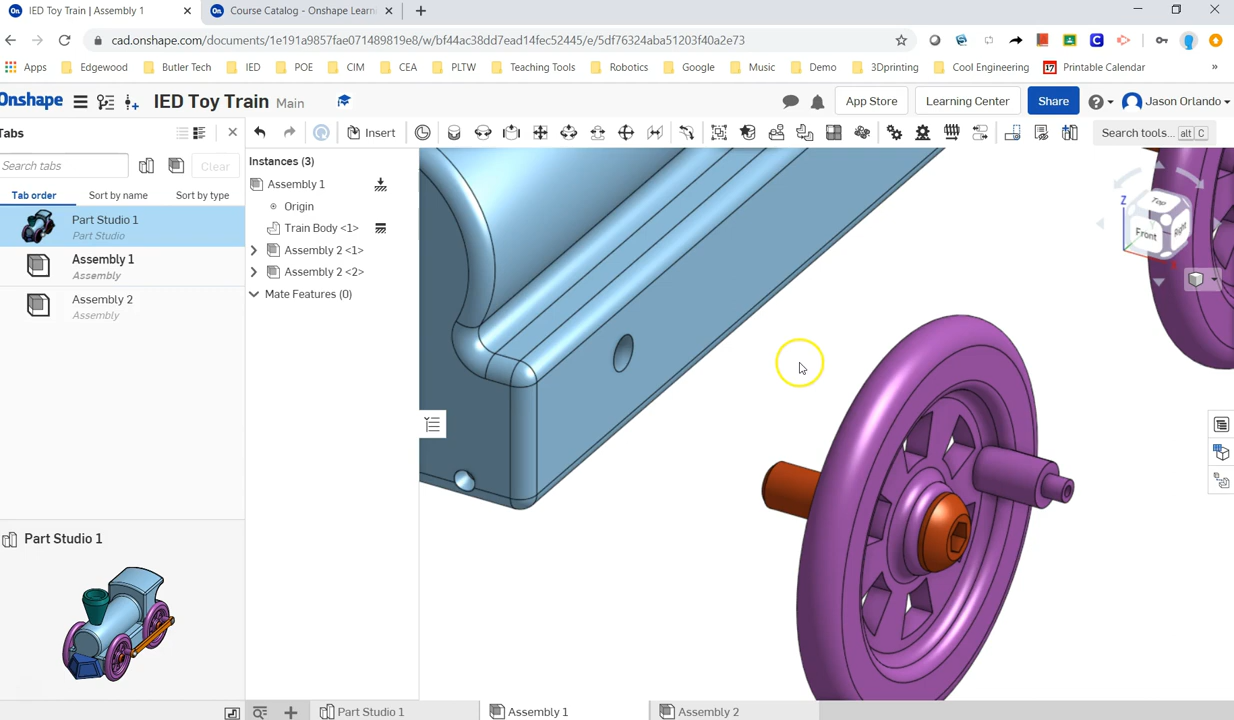 IED Toy Train | Assembly 1
Course Catalog - Onshape Learn
cad.onshape.com/documents/1e191a9857fae071489819e8/w/bf44ac38dd7ead14fec52445/e/5df76324aba51203f40a2e73
Apps Edgewood Butler Tech IED POE CIM CEA PLTW Teaching Tools Robotics Google Music Demo 3Dprinting Cool Engineering 17 Printable Calendar »
Onshape IED Toy Train Main App Store Learning Center Share Jason Orlando
Tabs Insert Search tools... alt C
Search tabs Clear
Tab order Sort by name Sort by type
Part Studio 1
Part Studio
Assembly 1
Assembly
Assembly 2
Assembly
Instances (3)
Assembly 1
Origin
Train Body <1>
Assembly 2 <1>
Assembly 2 <2>
Mate Features (0)
Z
Top
Front
Right
X
Part Studio 1
Part Studio 1 Assembly 1 Assembly 2